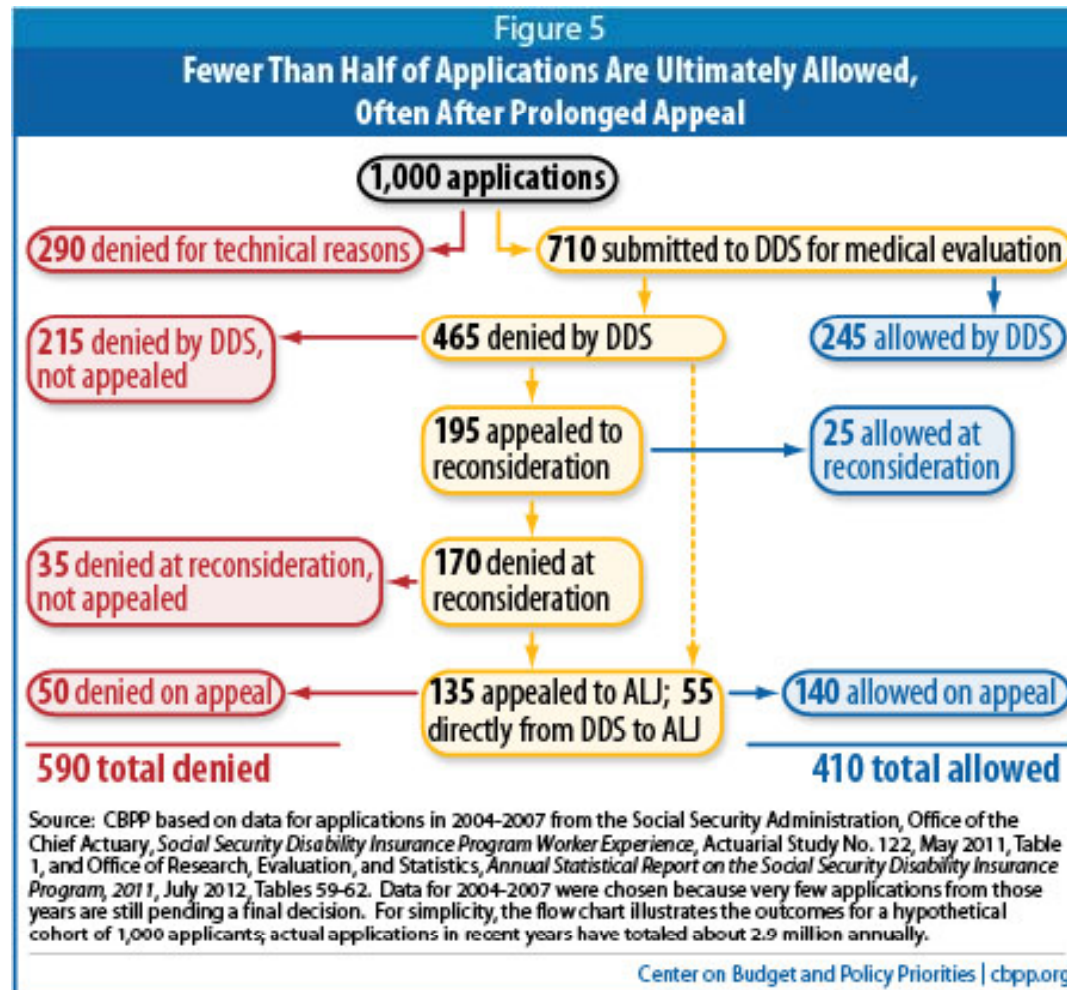 Figure 5
Fewer Than Half of Applications Are Ultimately Allowed,
Often After Prolonged Appeal
1,000 applications
290 denied for technical reasons
710 submitted to DDS for medical evaluation
215 denied by DDS,
not appealed
465 denied by DDS
245 allowed by DDS
195 appealed to
reconsideration
25 allowed at
reconsideration
35 denied at reconsideration,
not appealed
170 denied at
reconsideration
50 denied on appeal
135 appealed to ALJ; 55
directly from DDS to ALJ
140 allowed on appeal
590 total denied
410 total allowed
Source: CBPP based on data for applications in 2004-2007 from the Social Security Administration, Office of the
Chief Actuary, Social Security Disability Insurance Program Worker Experience, Actuarial Study No. 122, May 2011, Table
1, and Office of Research, Evaluation, and Statistics, Annual Statistical Report on the Social Security Disability Insurance
Program, 2011, July 2012, Tables 59-62. Data for 2004-2007 were chosen because very few applications from those
years are still pending a final decision. For simplicity, the flow chart illustrates the outcomes for a hypothetical
cohort of 1,000 applicants; actual applications in recent years have totaled about 2.9 million annually.
Center on Budget and Policy Priorities | cbpp.org